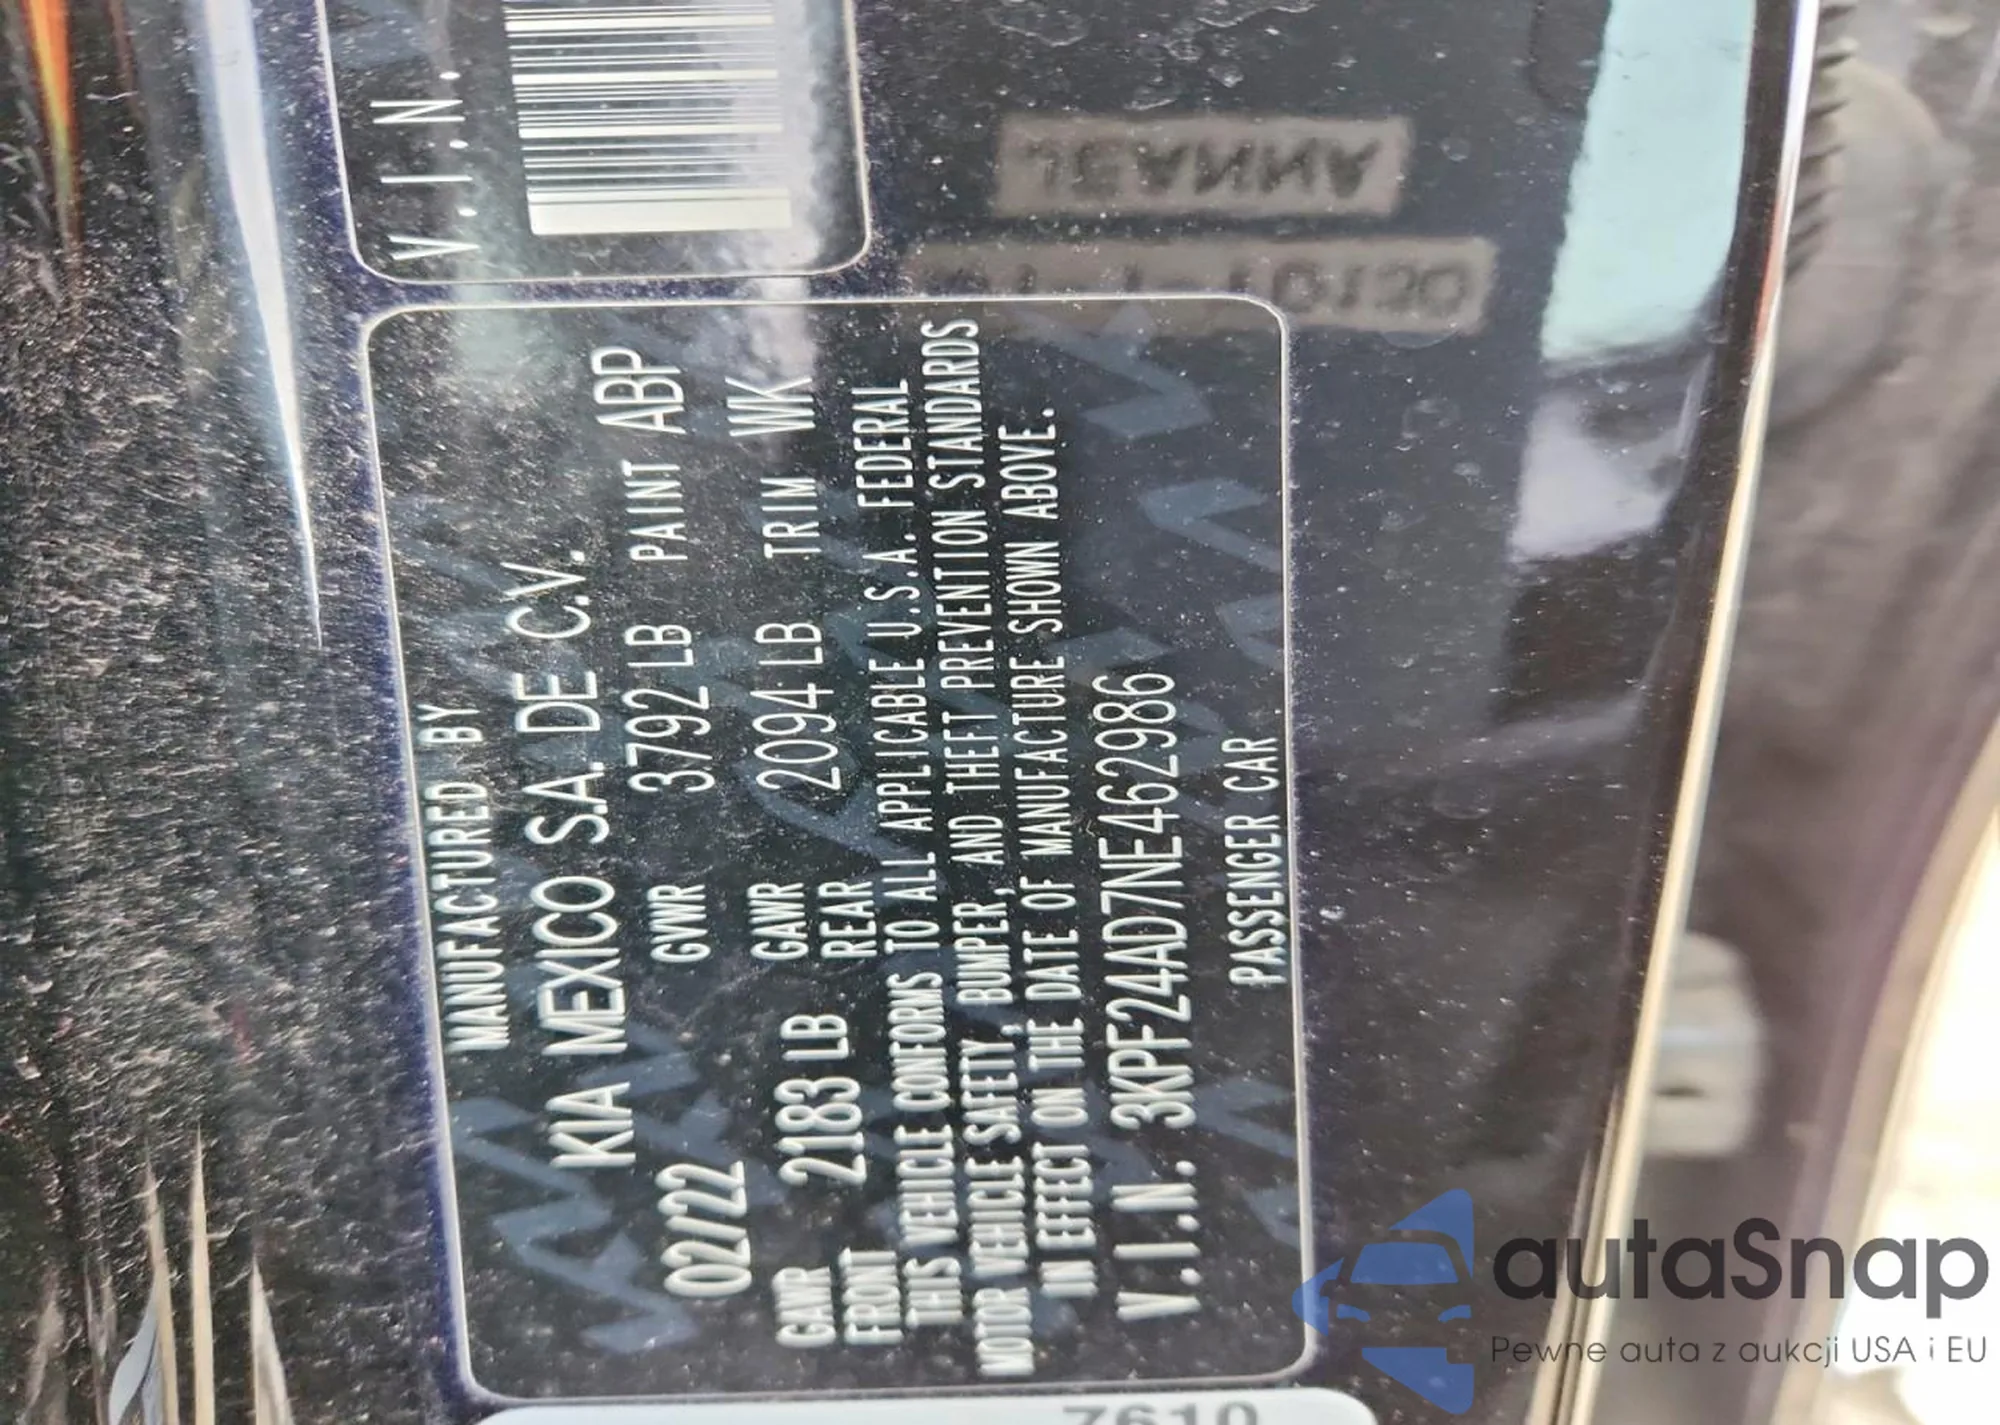 V.I.N.
MANUFACTURED BY
KIA MEXICO S.A. DE C.V.
02/22 GVWR 3792 LB PAINT ABP
GAWR FRONT 2183 LB GAWR REAR 2094 LB TRIM WK
THIS VEHICLE CONFORMS TO ALL APPLICABLE U.S.A. FEDERAL
MOTOR VEHICLE SAFETY, BUMPER, AND THEFT PREVENTION STANDARDS
IN EFFECT ON THE DATE OF MANUFACTURE SHOWN ABOVE.
V.I.N. 3KPF24AD7NE462986
PASSENGER CAR
7610
autaSnap
Pewne auta z aukcji USA i EU